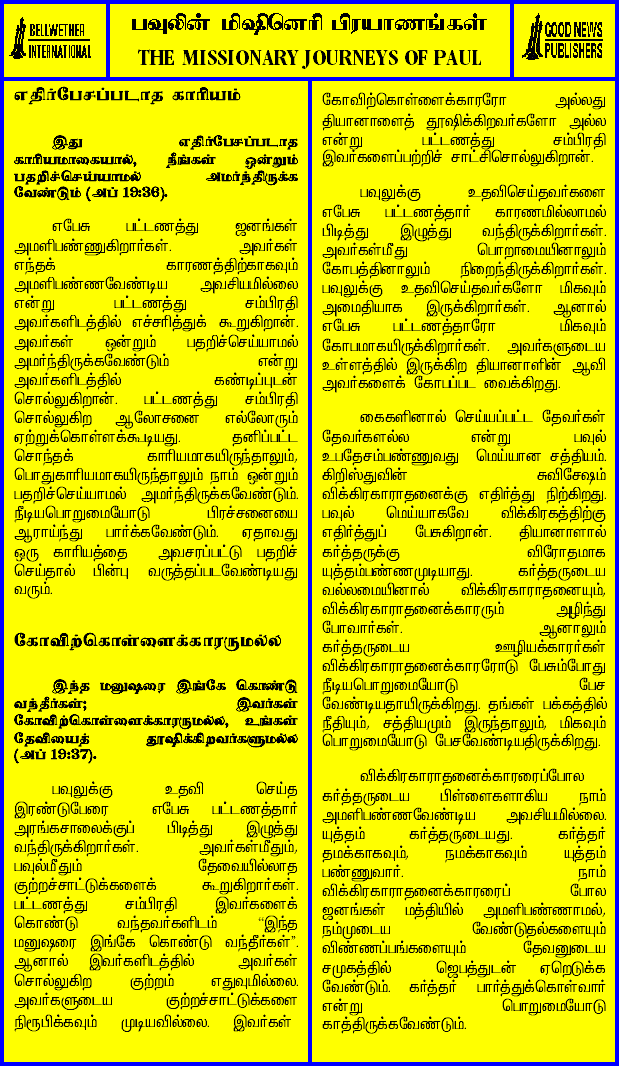 BELLWETHER
INTERNATIONAL
பவுலின் மிஷினெரி பிரயாணங்கள்
THE MISSIONARY JOURNEYS OF PAUL
GOOD NEWS
PUBLISHERS
எதிர்பேசப்படாத காரியம்
இது எதிர்பேசப்படாத
காரியமாகையால், நீங்கள் ஒன்றும்
பதறிச்செய்யாமல் அமர்ந்திருக்க
வேண்டும் (அப் 19:36).
எபேசு பட்டணத்து ஜனங்கள்
அமளிபண்ணுகிறார்கள். அவர்கள்
எந்தக் காரணத்திற்காகவும்
அமளிபண்ணவேண்டிய அவசியமில்லை
என்று பட்டணத்து சம்பிரதி
அவர்களிடத்தில் எச்சரித்துக் கூறுகிறான்.
அவர்கள் ஒன்றும் பதறிச்செய்யாமல்
அமர்ந்திருக்கவேண்டும் என்று
அவர்களிடத்தில் கண்டிப்புடன்
சொல்லுகிறான். பட்டணத்து சம்பிரதி
சொல்லுகிற ஆலோசனை எல்லோரும்
ஏற்றுக்கொள்ளக்கூடியது. தனிப்பட்ட
சொந்தக் காரியமாகயிருந்தாலும்,
பொதுகாரியமாகயிருந்தாலும் நாம் ஒன்றும்
பதறிச்செய்யாமல் அமர்ந்திருக்கவேண்டும்.
நீடியபொறுமையோடு பிரச்சனையை
ஆராய்ந்து பார்க்கவேண்டும். ஏதாவது
ஒரு காரியத்தை அவசரப்பட்டு பதறிச்
செய்தால் பின்பு வருத்தப்படவேண்டியது
வரும்.
கோவிற்கொள்ளைக்காரருமல்ல
இந்த மனுஷரை இங்கே கொண்டு
வந்தீர்கள்; இவர்கள்
கோவிற்கொள்ளைக்காரருமல்ல, உங்கள்
தேவியைத் தூஷிக்கிறவர்களுமல்ல
(அப் 19:37).
பவுலுக்கு உதவி செய்த
இரண்டுபேரை எபேசு பட்டணத்தார்
அரங்கசாலைக்குப் பிடித்து இழுத்து
வந்திருக்கிறார்கள். அவர்கள்மீதும்,
பவுல்மீதும் தேவையில்லாத
குற்றச்சாட்டுக்களைக் கூறுகிறார்கள்.
பட்டணத்து சம்பிரதி இவர்களைக்
கொண்டு வந்தவர்களிடம் “இந்த
மனுஷரை இங்கே கொண்டு வந்தீர்கள்”.
ஆனால் இவர்களிடத்தில் அவர்கள்
சொல்லுகிற குற்றம் எதுவுமில்லை.
அவர்களுடைய குற்றச்சாட்டுக்களை
நிரூபிக்கவும் முடியவில்லை. இவர்கள்
கோவிற்கொள்ளைக்காரரோ அல்லது
தியானாளைத் தூஷிக்கிறவர்களோ அல்ல
என்று பட்டணத்து சம்பிரதி
இவர்களைப்பற்றிச் சாட்சிசொல்லுகிறான்.
பவுலுக்கு உதவிசெய்தவர்களை
எபேசு பட்டணத்தார் காரணமில்லாமல்
பிடித்து இழுத்து வந்திருக்கிறார்கள்.
அவர்கள்மீது பொறாமையினாலும்
கோபத்தினாலும் நிறைந்திருக்கிறார்கள்.
பவுலுக்கு உதவிசெய்தவர்களோ மிகவும்
அமைதியாக இருக்கிறார்கள். ஆனால்
எபேசு பட்டணத்தாரோ மிகவும்
கோபமாகயிருக்கிறார்கள். அவர்களுடைய
உள்ளத்தில் இருக்கிற தியானாளின் ஆவி
அவர்களைக் கோபப்பட வைக்கிறது.
கைகளினால் செய்யப்பட்ட தேவர்கள்
தேவர்களல்ல என்று பவுல்
உபதேசம்பண்ணுவது மெய்யான சத்தியம்.
கிறிஸ்துவின் சுவிசேஷம்
விக்கிரகாராதனைக்கு எதிர்த்து நிற்கிறது.
பவுல் மெய்யாகவே விக்கிரகத்திற்கு
எதிர்த்துப் பேசுகிறான். தியானாளால்
கர்த்தருக்கு விரோதமாக
யுத்தம்பண்ணமுடியாது. கர்த்தருடைய
வல்லமையினால் விக்கிரகாராதனையும்,
விக்கிரகாராதனைக்காரரும் அழிந்து
போவார்கள். ஆனாலும்
கர்த்தருடைய ஊழியக்காரர்கள்
விக்கிரகாராதனைக்காரரோடு பேசும்போது
நீடியபொறுமையோடு பேச
வேண்டியதாயிருக்கிறது. தங்கள் பக்கத்தில்
நீதியும், சத்தியமும் இருந்தாலும், மிகவும்
பொறுமையோடு பேசவேண்டியதிருக்கிறது.
விக்கிரகாராதனைக்காரரைப்போல
கர்த்தருடைய பிள்ளைகளாகிய நாம்
அமளிபண்ணவேண்டிய அவசியமில்லை.
யுத்தம் கர்த்தருடையது. கர்த்தர்
தமக்காகவும், நமக்காகவும் யுத்தம்
பண்ணுவார். நாம்
விக்கிரகாராதனைக்காரரைப் போல
ஜனங்கள் மத்தியில் அமளிபண்ணாமல்,
நம்முடைய வேண்டுதல்களையும்
விண்ணப்பங்களையும் தேவனுடைய
சமுகத்தில் ஜெபத்துடன் ஏறெடுக்க
வேண்டும். கர்த்தர் பார்த்துக்கொள்வார்
என்று பொறுமையோடு
காத்திருக்கவேண்டும்.